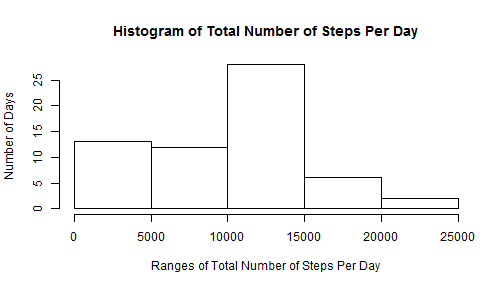 Histogram of Total Number of Steps Per Day
Number of Days
25
20
15
10
5
0
0 5000 10000 15000 20000 25000
Ranges of Total Number of Steps Per Day